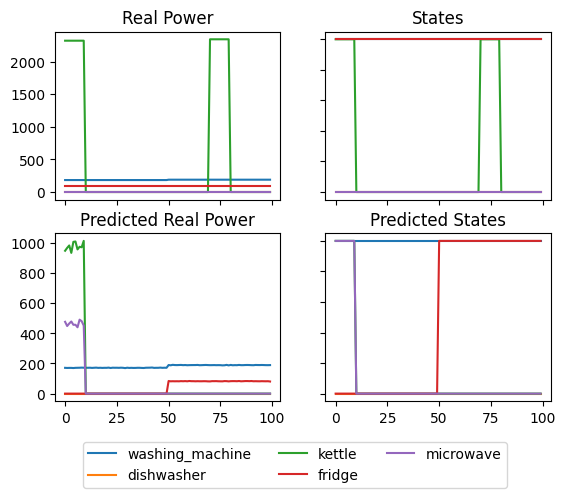 Real Power
States
2000
1500
1000
500
0
Predicted Real Power
Predicted States
1000
800
600
400
200
0
0 25 50 75 100
0 25 50 75 100
washing_machine kettle microwave
dishwasher fridge